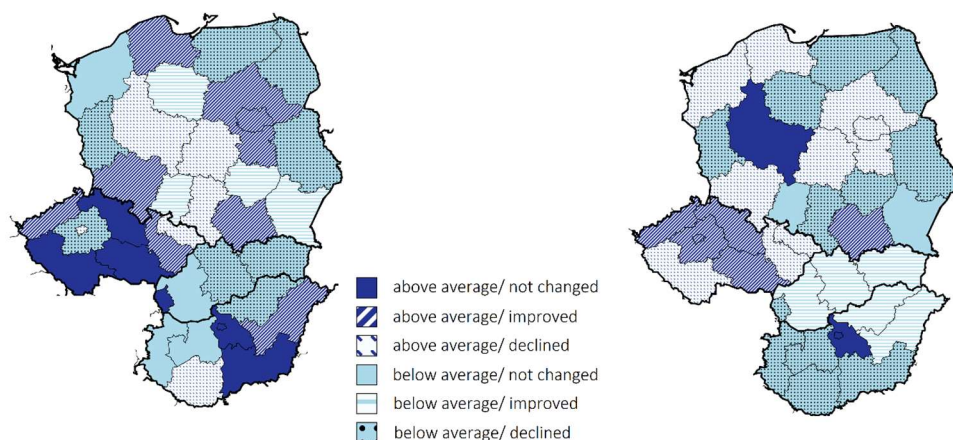 above average/ not changed
above average/ improved
above average/ declined
below average/ not changed
below average/ improved
below average/ declined